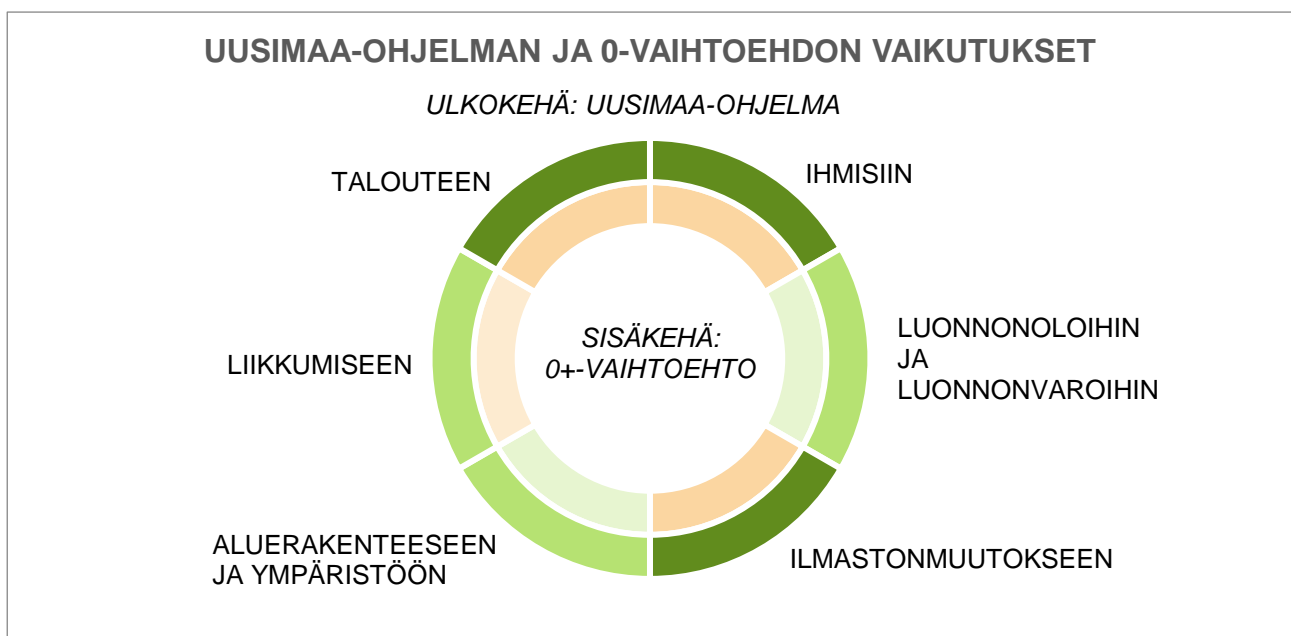 UUSIMAA-OHJELMAN JA 0-VAIHTOEHDON VAIKUTUKSET
ULKOKEHÄ: UUSIMAA-OHJELMA
TALOUTEEN
IHMISIIN
LIIKKUMISEEN
SISÄKEHÄ:
0+-VAIHTOEHTO
LUONNONOLOIHIN
JA
LUONNONVAROIHIN
ALUERAKENTEESEEN
JA YMPÄRISTÖÖN
ILMASTONMUUTOKSEEN